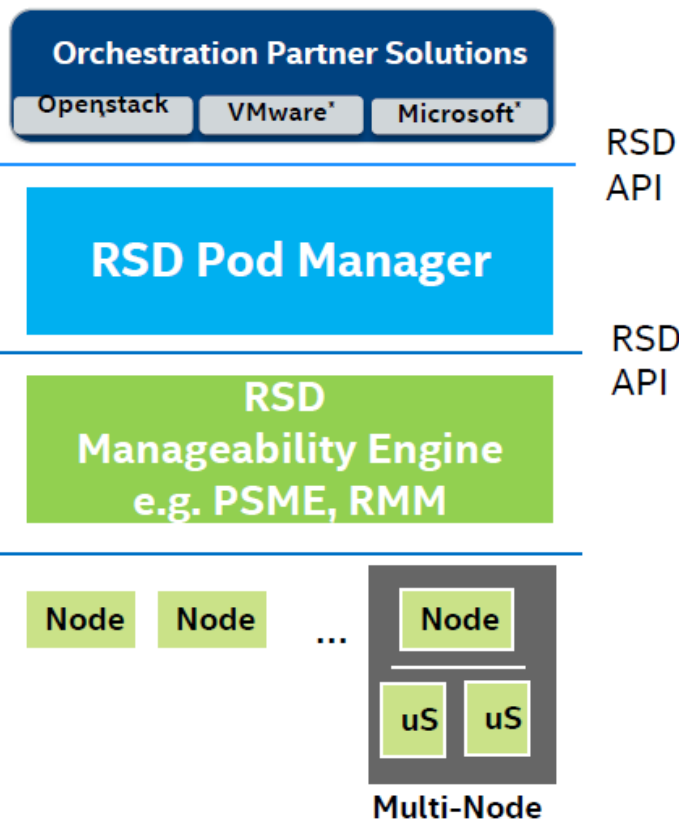 Orchestration Partner Solutions
Openstack VMware* Microsoft*
RSD
API
RSD Pod Manager
RSD
API
RSD
Manageability Engine
e.g. PSME, RMM
Node Node ... Node
uS uS
Multi-Node